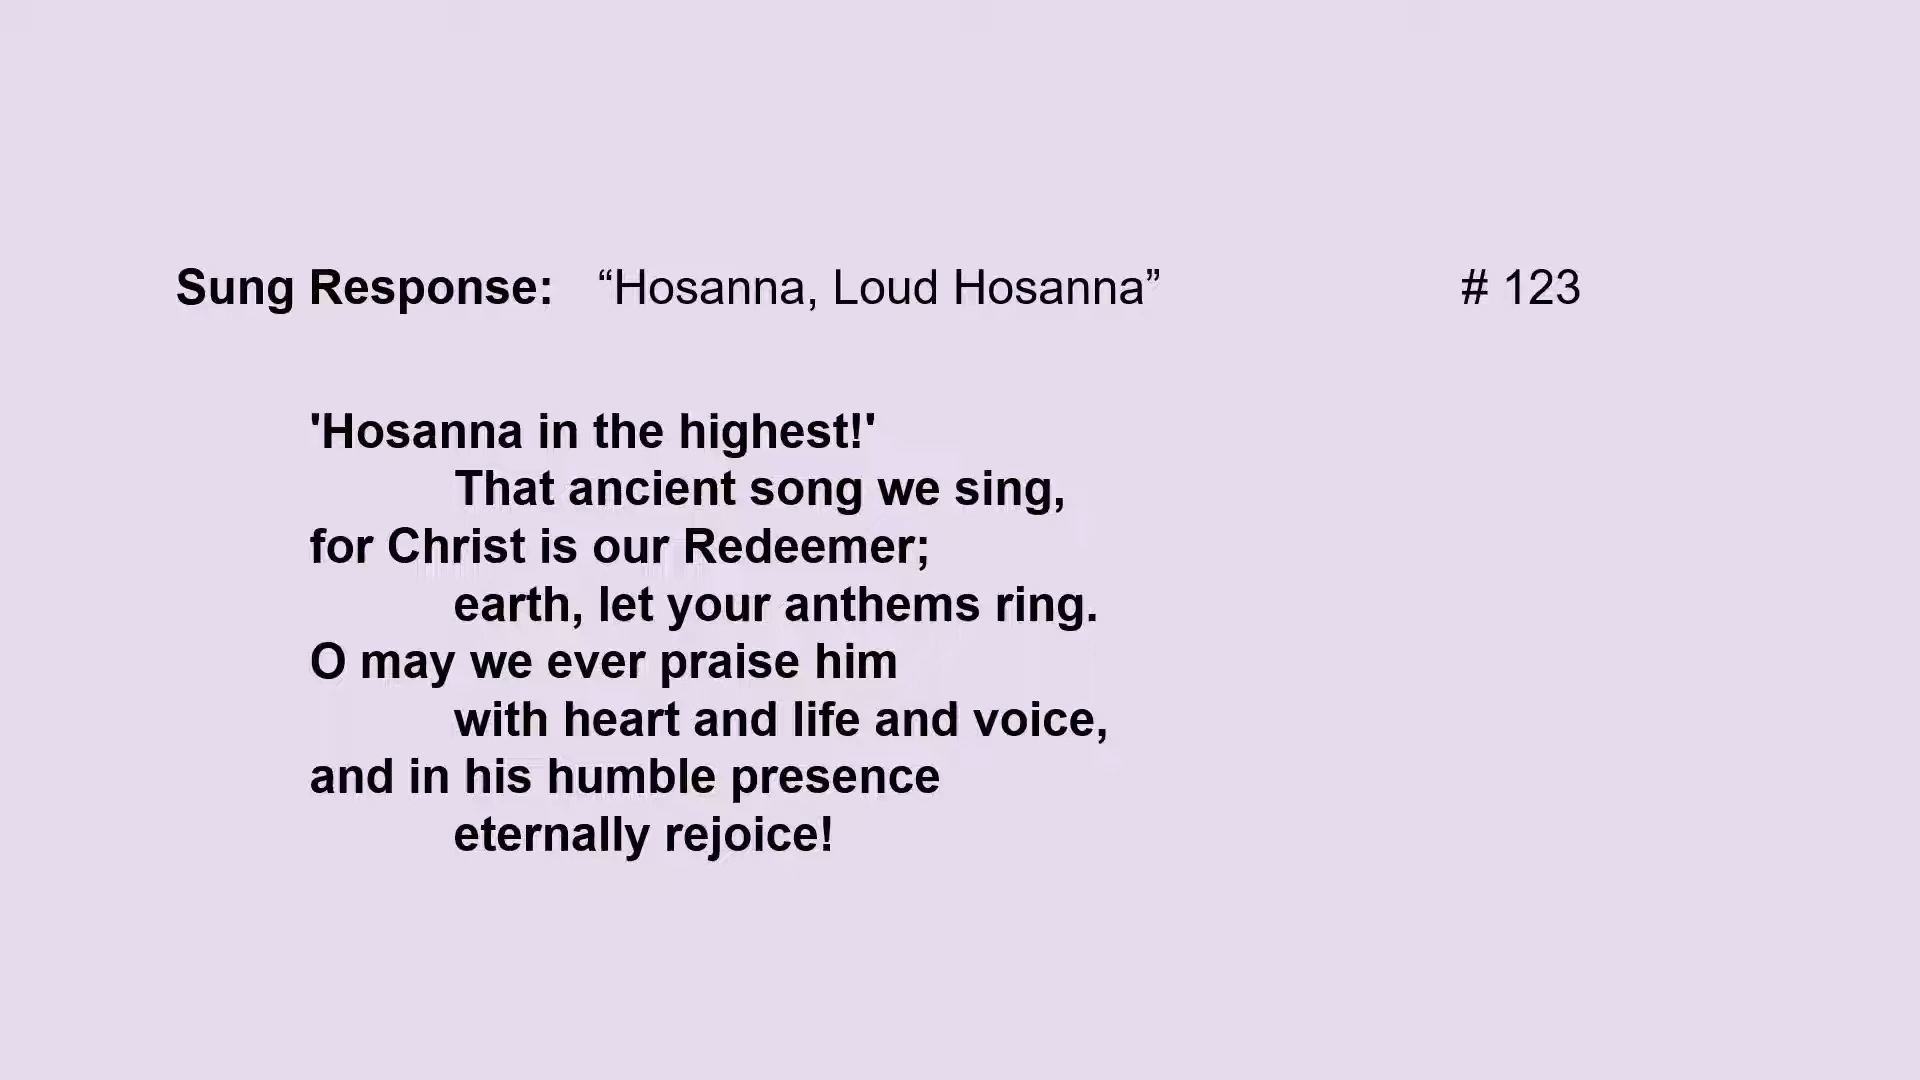 Sung Response: “Hosanna, Loud Hosanna” # 123
'Hosanna in the highest!'
That ancient song we sing,
for Christ is our Redeemer;
earth, let your anthems ring.
O may we ever praise him
with heart and life and voice,
and in his humble presence
eternally rejoice!